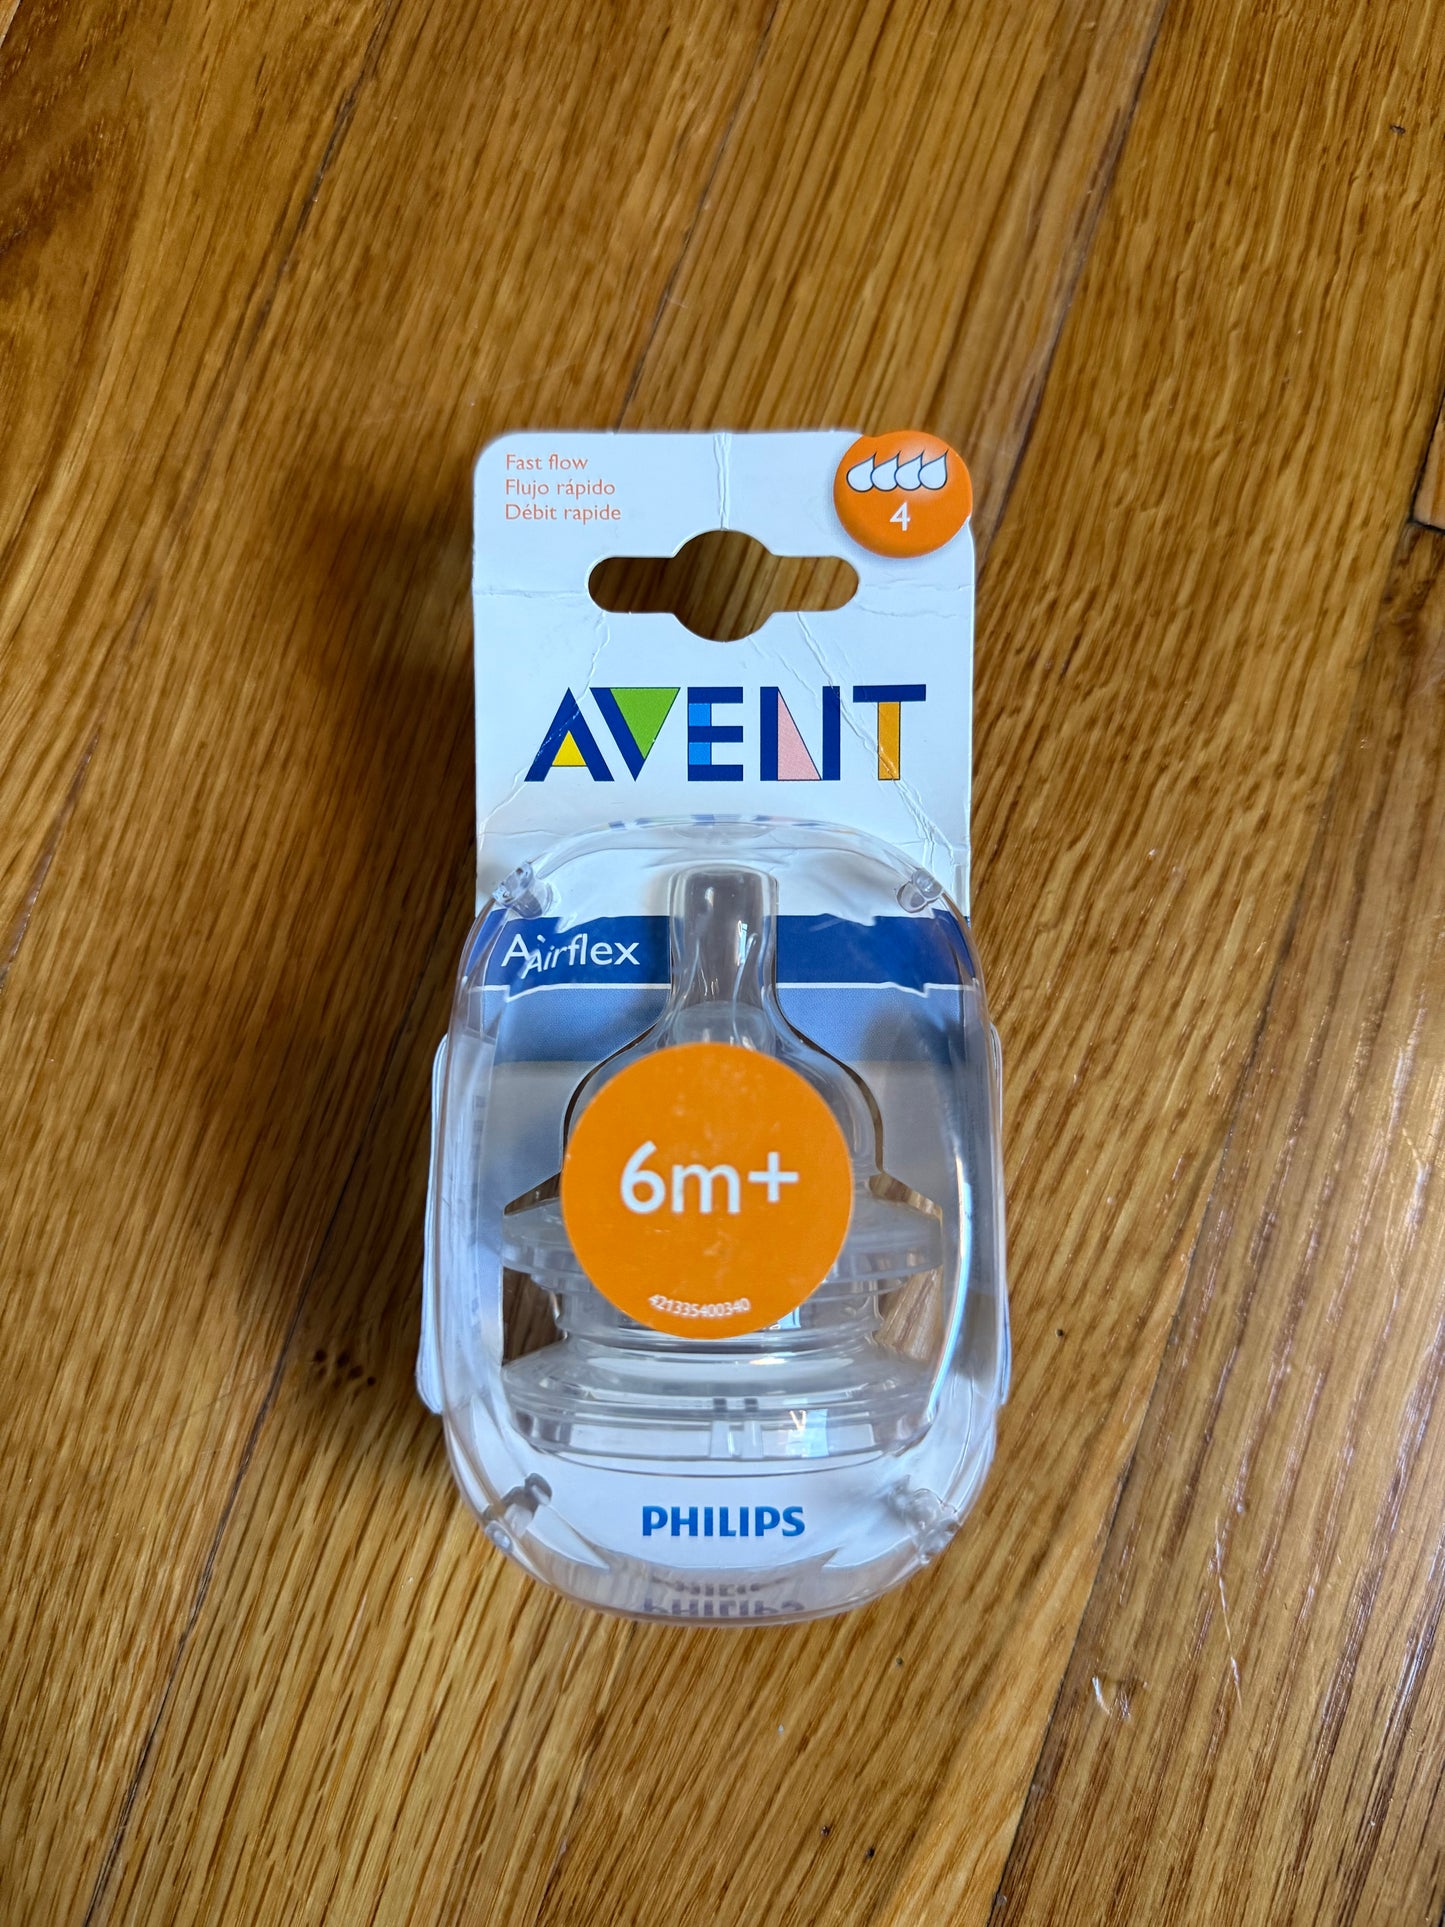 Fast flow
Flujo rápido
Débit rapide
4
AVENT
Airflex
6m+
421335400340
PHILIPS